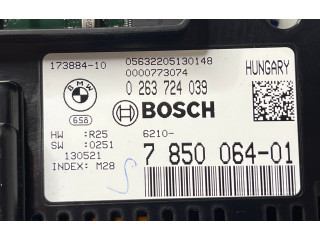 173884-10
05632205130148
0000773074
HUNGARY
0 263 724 039
BMW
658
BOSCH
HW :R25
6210-
SW :0251
7 850 064-01
130521
INDEX: M28